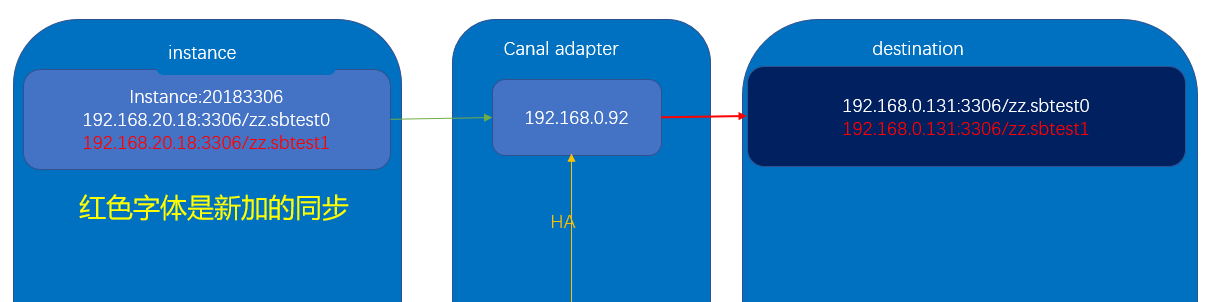 instance
Instance:20183306
192.168.20.18:3306/zz.sbtest0
192.168.20.18:3306/zz.sbtest1
红色字体是新加的同步
Canal adapter
192.168.0.92
HA
destination
192.168.0.131:3306/zz.sbtest0
192.168.0.131:3306/zz.sbtest1